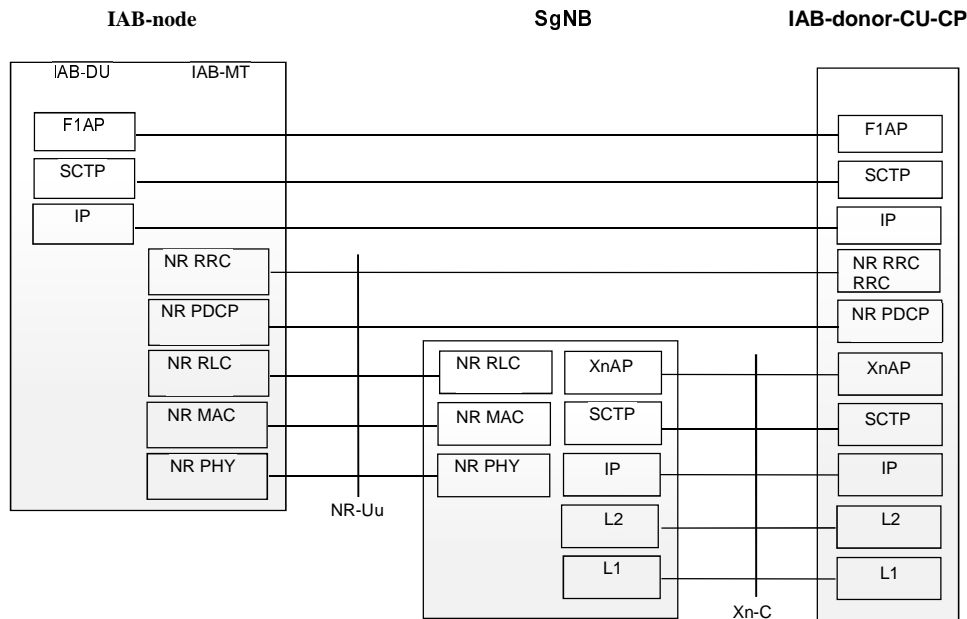 IAB-node
SgNB
IAB-donor-CU-CP
IAB-DU
IAB-MT
F1AP
F1AP
SCTP
SCTP
IP
IP
NR RRC
NR RRC
RRC
NR PDCP
NR PDCP
NR RLC
NR RLC
XnAP
XnAP
NR MAC
NR MAC
SCTP
SCTP
NR PHY
NR PHY
IP
IP
NR-Uu
L2
L2
L1
L1
Xn-C